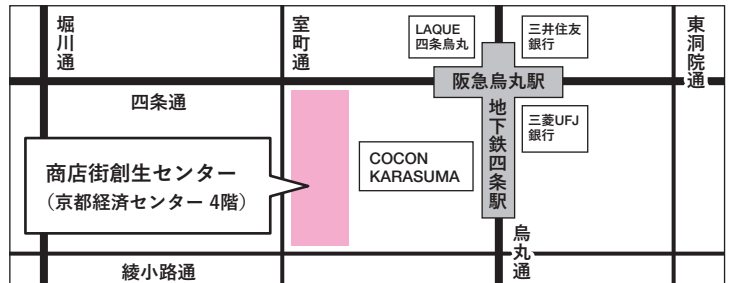 堀川通
室町通
LAQUE
四条烏丸
三井住友
銀行
東洞院通
阪急烏丸駅
四条通
地下鉄四条駅
三菱UFJ
銀行
COCON
KARASUMA
商店街創生センター
（京都経済センター 4階）
烏丸通
綾小路通